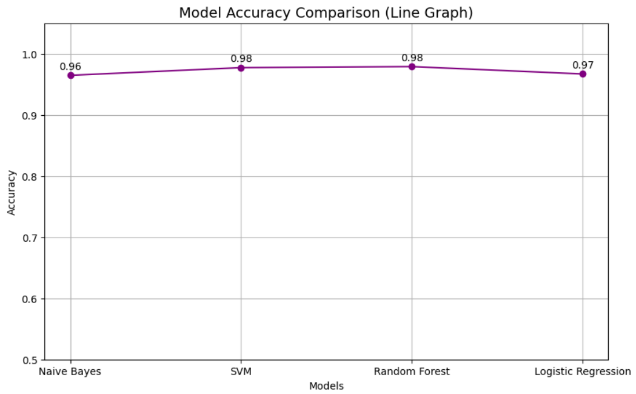 Model Accuracy Comparison (Line Graph)
1.0
0.9
0.8
0.7
0.6
0.5
Accuracy
0.96
0.98
0.98
0.97
Naive Bayes
SVM
Random Forest
Logistic Regression
Models